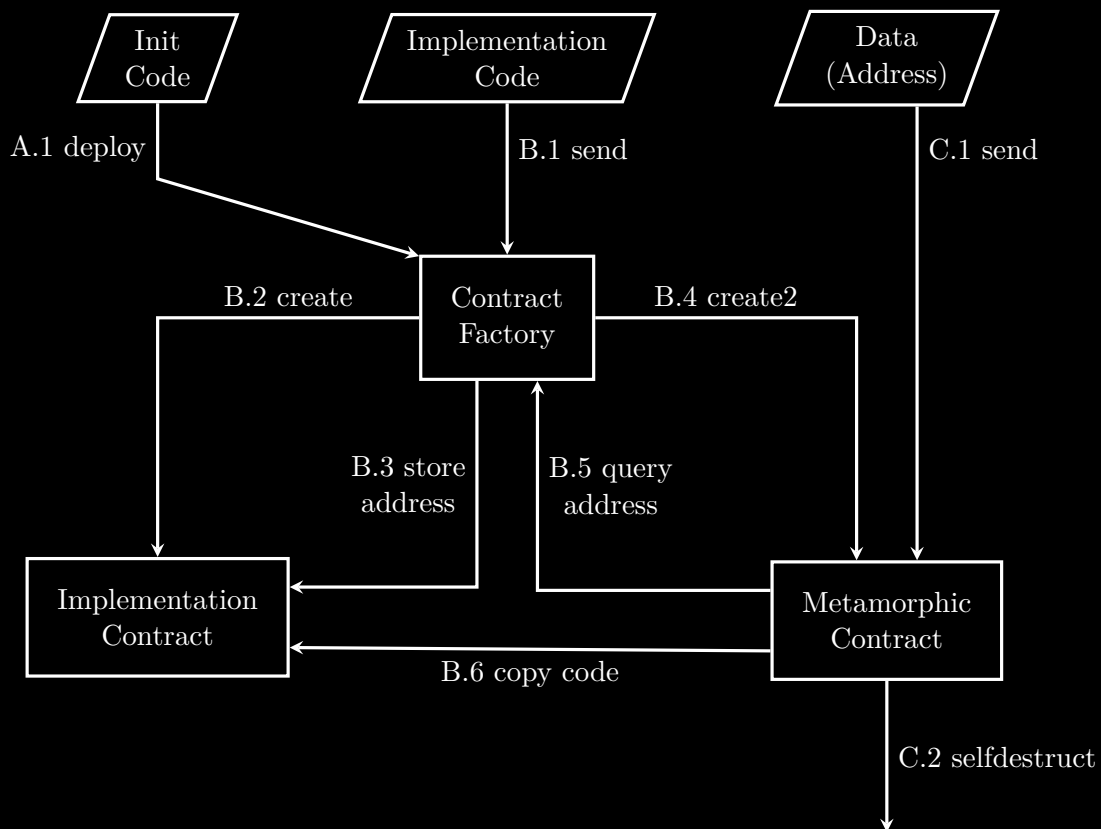 Init
Code
Implementation
Code
Data
(Address)
A.1 deploy
B.1 send
C.1 send
B.2 create
Contract
Factory
B.4 create2
B.3 store
address
B.5 query
address
Implementation
Contract
Metamorphic
Contract
B.6 copy code
C.2 selfdestruct